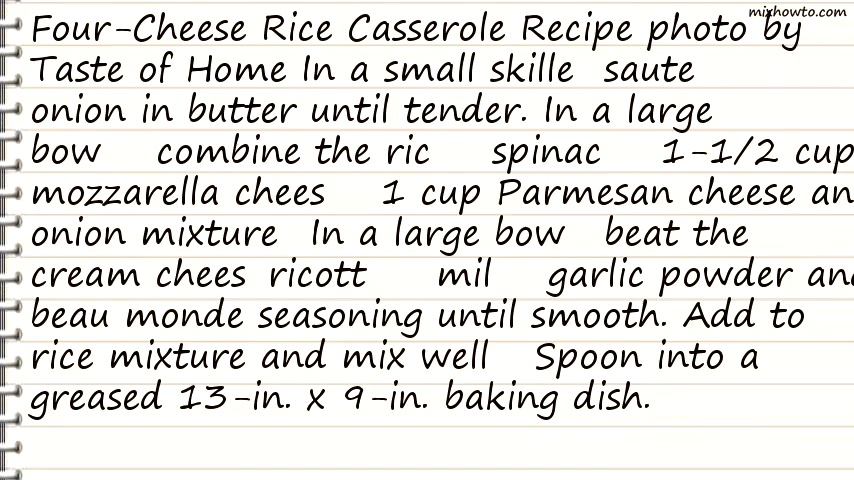 mixhowto.com
Four-Cheese Rice Casserole Recipe photo by
Taste of Home In a small skille saute
onion in butter until tender. In a large
bow combine the ric spinac 1-1/2 cup
mozzarella chees 1 cup Parmesan cheese an
onion mixture In a large bow beat the
cream chees ricott mil garlic powder and
beau monde seasoning until smooth. Add to
rice mixture and mix well Spoon into a
greased 13-in. x 9-in. baking dish.